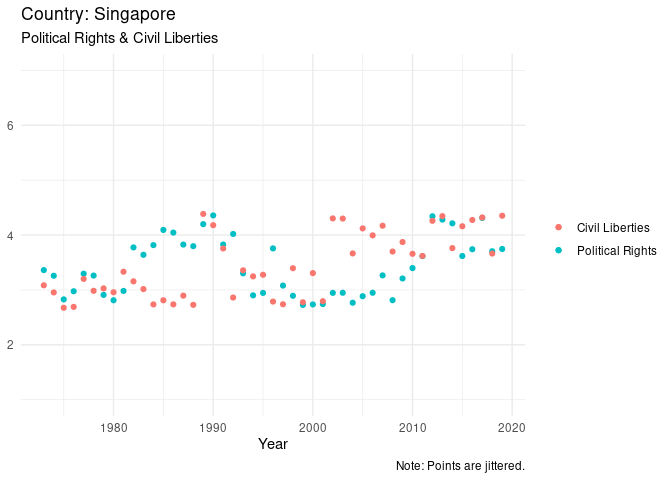 Country: Singapore
Political Rights & Civil Liberties
6
4
2
1980
1990
2000
2010
2020
Year
Civil Liberties
Political Rights
Note: Points are jittered.